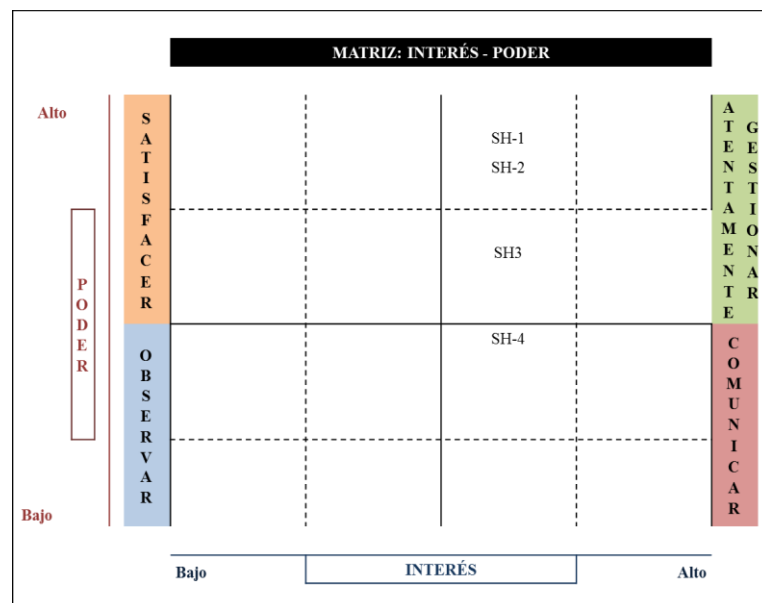 MATRIZ: INTERÉS - PODER
Alto
SATISFACER
SH-1
SH-2
ATENTAMENTE
GESTIONAR
PODER
SH3
OBSERVAR
SH-4
COMUNICAR
Bajo
Bajo
INTERÉS
Alto